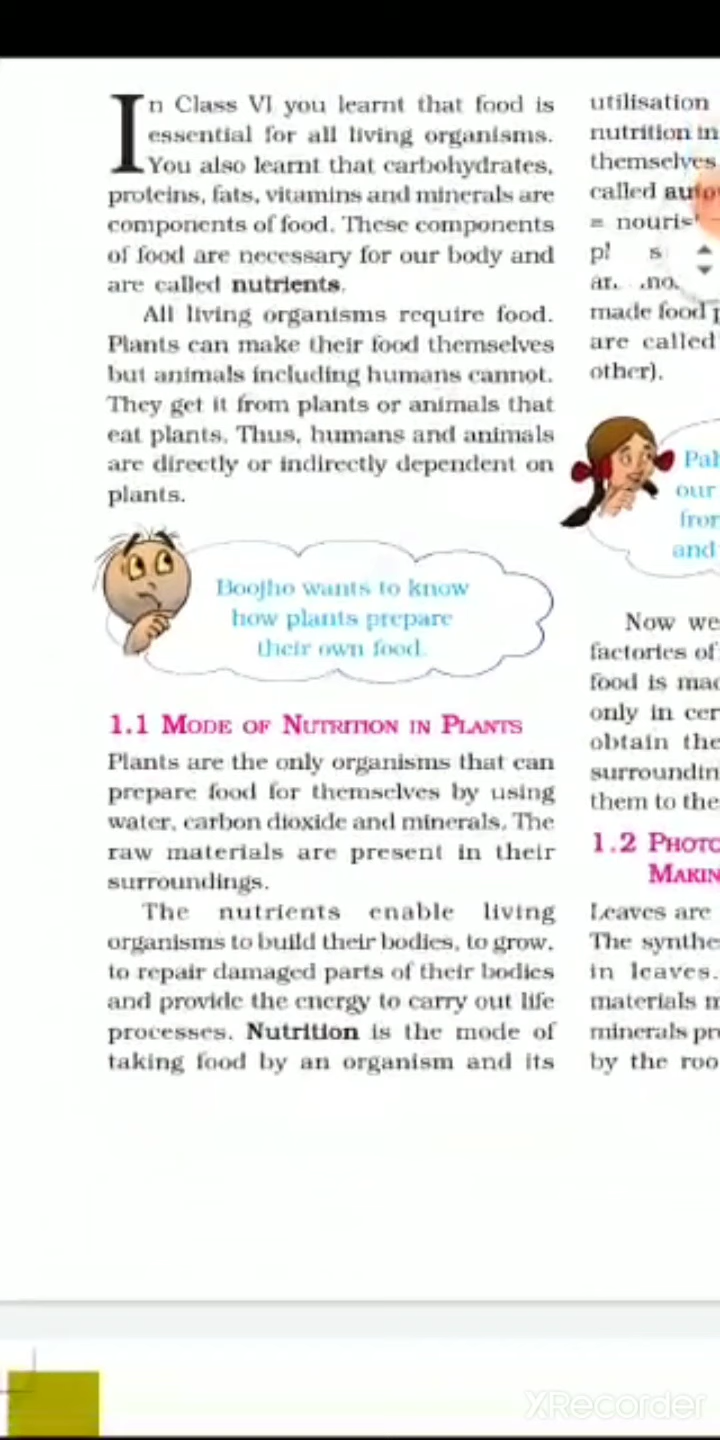 In Class VI you learnt that food is
essential for all living organisms.
You also learnt that carbohydrates,
proteins, fats, vitamins and minerals are
components of food. These components
of food are necessary for our body and
are called nutrients.
All living organisms require food.
Plants can make their food themselves
but animals including humans cannot.
They get it from plants or animals that
eat plants. Thus, humans and animals
are directly or indirectly dependent on
plants.
Boojho wants to know
how plants prepare
their own food.
1.1 MODE OF NUTRITION IN PLANTS
Plants are the only organisms that can
prepare food for themselves by using
water, carbon dioxide and minerals. The
raw materials are present in their
surroundings.
The nutrients enable living
organisms to build their bodies, to grow,
to repair damaged parts of their bodies
and provide the energy to carry out life
processes. Nutrition is the mode of
taking food by an organism and its
utilisation
nutrition in
themselves
called
= nouris
made food p
are called
other).
Pah
our
from
and
Now we
factories of
food is mad
only in cer
obtain the
surroundin
them to the
1.2 PHOTO
MAKIN
Leaves are
The synthe
in leaves.
materials m
minerals pre
by the roo
XRecorder